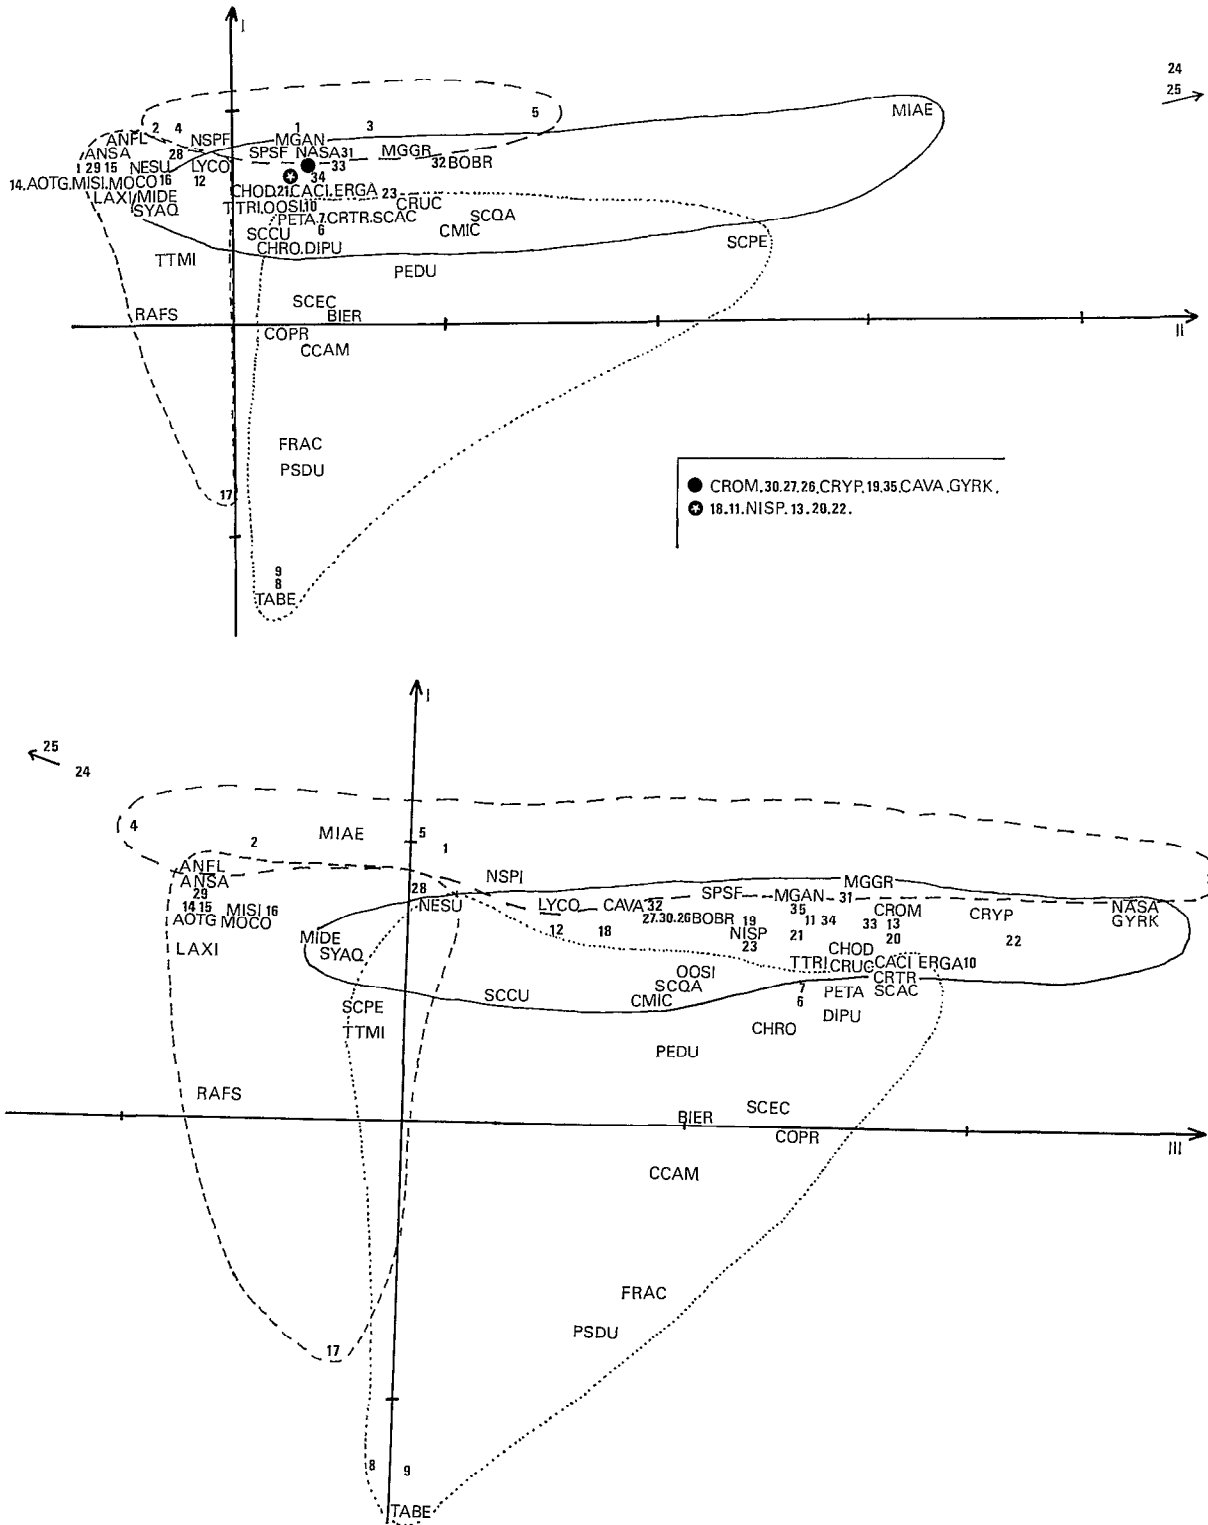 I
24
25
MIAE
5
2 4 1 3
ANFL NSPF MGAN
ANSA 28 SPSF NASA 31 MGGR
1 29 15 NESU LYCO 33 32 BOBR
14.AOTG.MISI.MOCO 16 12 34
CHOD.21.CACI.ERGA 23
LAXI/MIDE TTRI.OOSI.10 CRUC
SYAQ PETA.7.CRTR.SCAC SCQA
SCCU 6 CMIC SCPE
CHRO.DIPU
TTMI PEDU
SCEC
RAFS BIER
COPR II
CCAM
FRAC
PSDU
17
CROM.30.27.26.CRYP.19.35.CAVA.GYRK.
18.11.NISP.13.20.22.
9
8
TABE
I
25
24
4 MIAE 5
2 1
ANFL NSPI
ANSA 28 SPSF MGAN 31 MGGR
29
14 15 MISI 16 NESU LYCO CAVA 32 35 CROM CRYP NASA
AOTG MOCO 27.30.26 BOBR 19 11 34 33 13 GYRK
12 18 NISP 21 20 22
LAXI MIDE 23 CHOD
SYAQ TTRI CRUC CACI ERGA 10
OOSI CRTR
SCQA 7 PETA SCAC
SCPE SCCU CMIC 6
TTMI CHRO DIPU
PEDU
RAFS SCEC
BIER COPR
III
CCAM
FRAC
PSDU
17
8 9
TABE